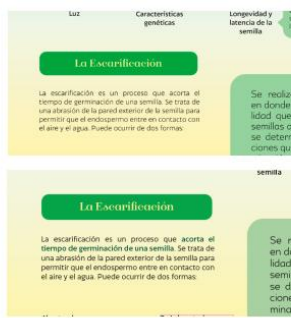 Luz
Características
genéticas
Longevidad y
latencia de la
semilla
La Escarificación
La escarificación es un proceso que acorta el
tiempo de germinación de una semilla. Se trata de
una abrasión de la pared exterior de la semilla para
permitir que el endospermo entre en contacto con
el aire y el agua. Puede ocurrir de dos formas:
Se realiz
en donde
lidad que
semillas
se deter
ciones qu
semilla
La Escarificación
La escarificación es un proceso que acorta el
tiempo de germinación de una semilla. Se trata de
una abrasión de la pared exterior de la semilla para
permitir que el endospermo entre en contacto con
el aire y el agua. Puede ocurrir de dos formas:
Se
en
lidad
semi
se d
cione
mina